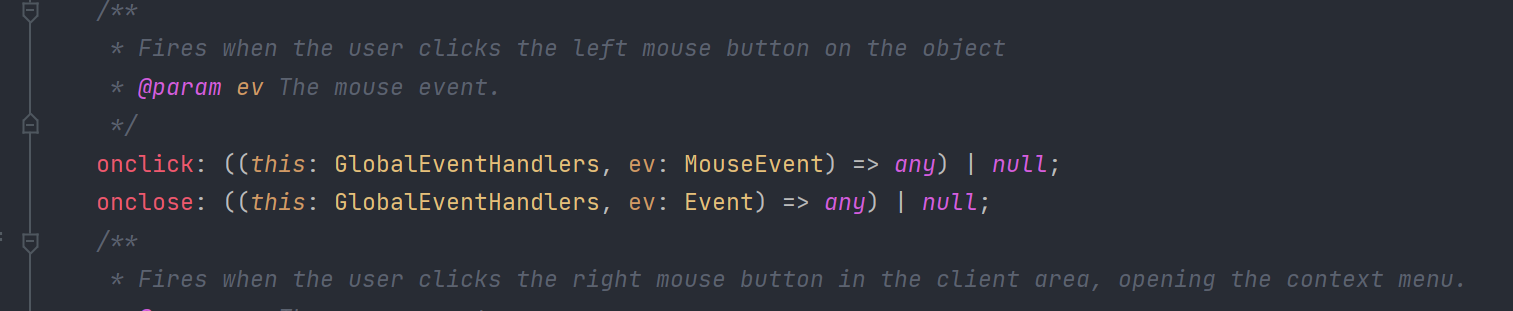 /**
* Fires when the user clicks the left mouse button on the object
* @param ev The mouse event.
*/
onclick: ((this: GlobalEventHandlers, ev: MouseEvent) => any) | null;
onclose: ((this: GlobalEventHandlers, ev: Event) => any) | null;
/**
* Fires when the user clicks the right mouse button in the client area, opening the context menu.